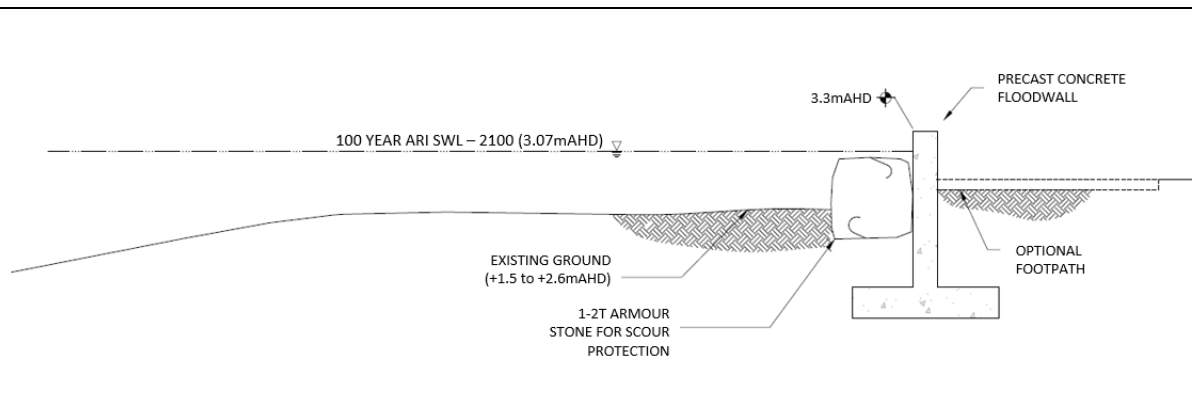 PRECAST CONCRETE
FLOODWALL
3.3mAHD
100 YEAR ARI SWL – 2100 (3.07mAHD)
EXISTING GROUND
(+1.5 to +2.6mAHD)
OPTIONAL
FOOTPATH
1-2T ARMOUR
STONE FOR SCOUR
PROTECTION